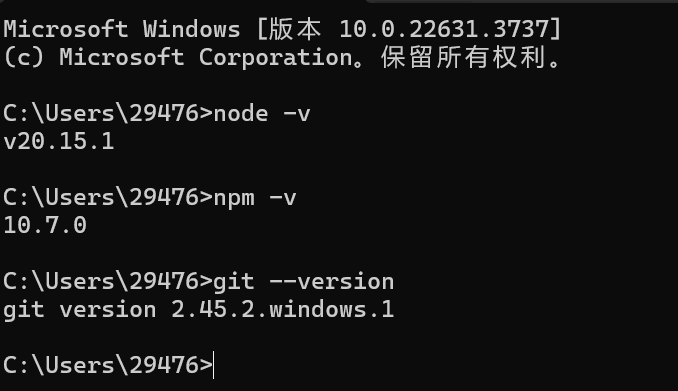 Microsoft Windows [版本 10.0.22631.3737]
(c) Microsoft Corporation。保留所有权利。
C:\Users\29476>node -v
v20.15.1
C:\Users\29476>npm -v
10.7.0
C:\Users\29476>git --version
git version 2.45.2.windows.1
C:\Users\29476>